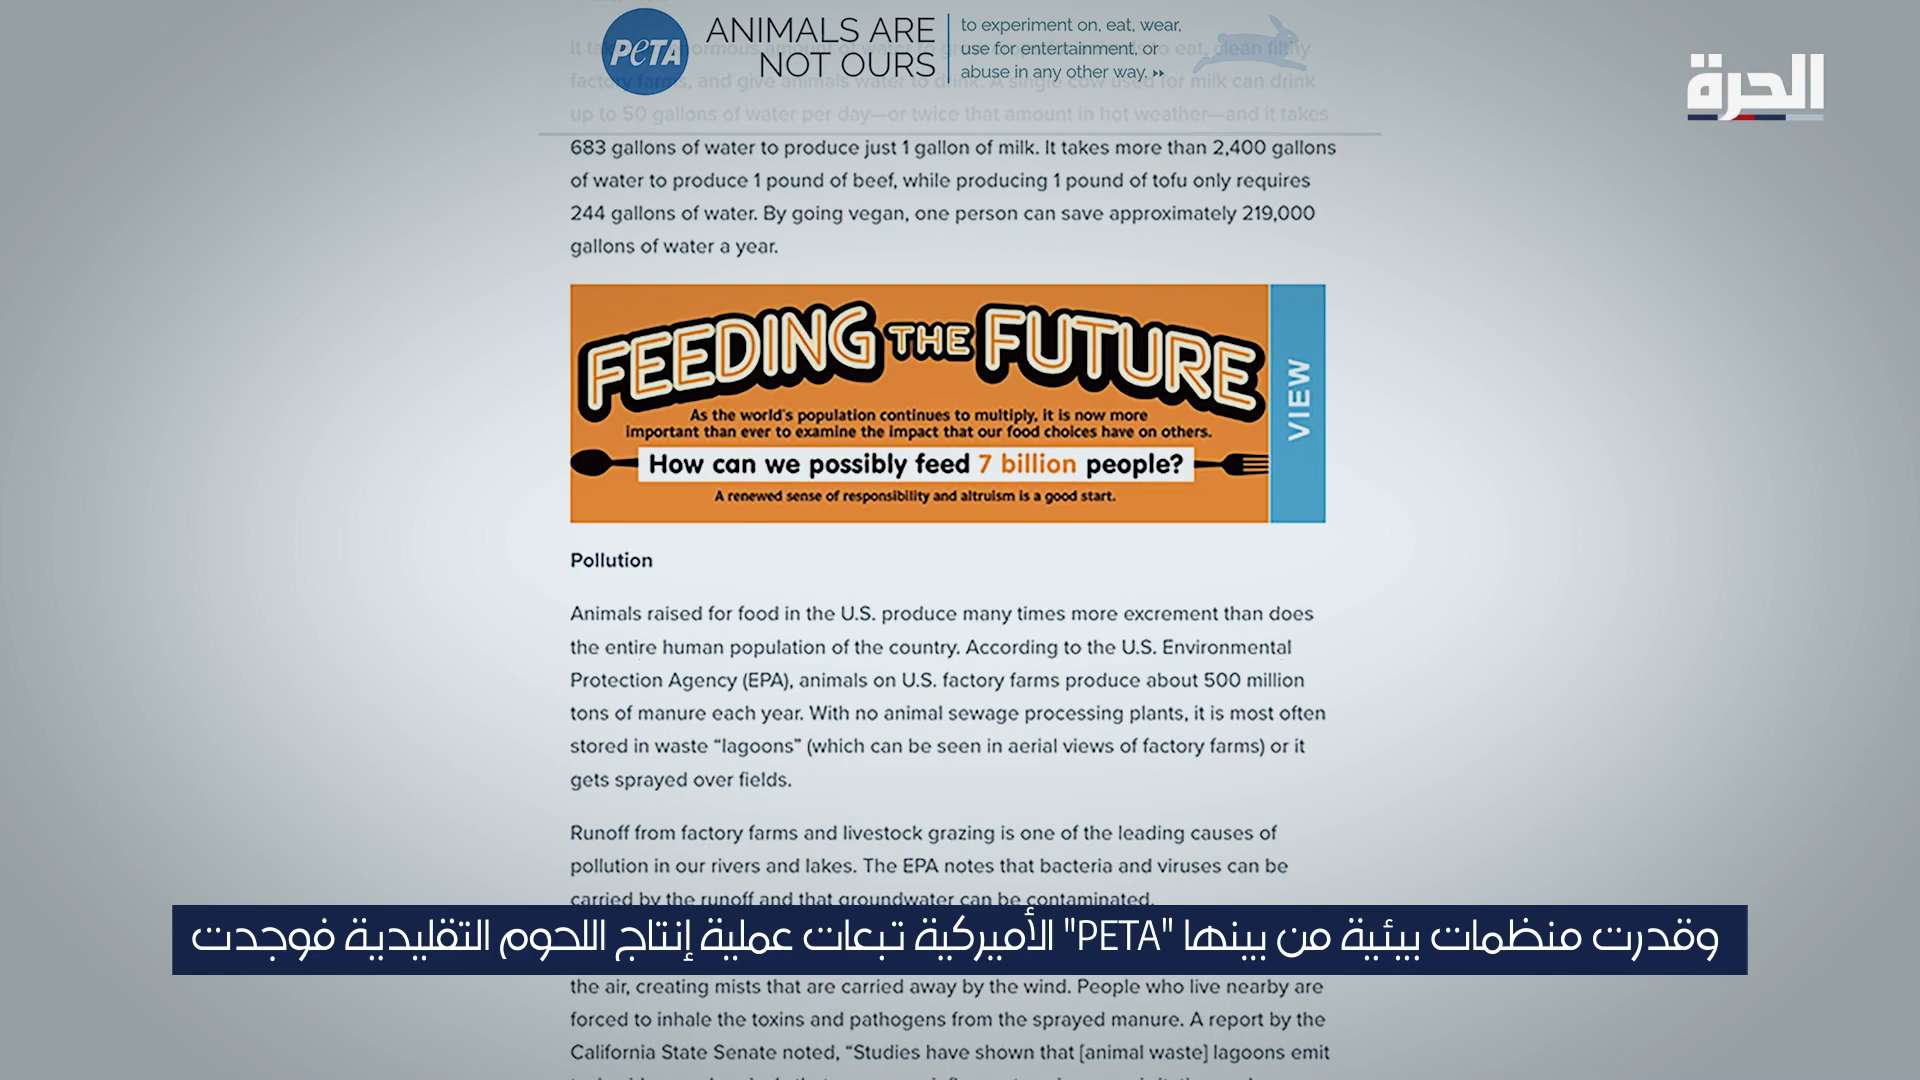 PETA
ANIMALS ARE
NOT OURS
to experiment on, eat, wear,
use for entertainment, or
abuse in any other way.
الحرة
factory farms, and give animals water to drink. A single cow used for milk can drink
up to 50 gallons of water per day—or twice that amount in hot weather—and it takes
683 gallons of water to produce just 1 gallon of milk. It takes more than 2,400 gallons
of water to produce 1 pound of beef, while producing 1 pound of tofu only requires
244 gallons of water. By going vegan, one person can save approximately 219,000
gallons of water a year.
FEEDING THE FUTURE
As the world's population continues to multiply, it is now more
important than ever to examine the impact that our food choices have on others.
How can we possibly feed 7 billion people?
A renewed sense of responsibility and altruism is a good start.
VIEW
Pollution
Animals raised for food in the U.S. produce many times more excrement than does
the entire human population of the country. According to the U.S. Environmental
Protection Agency (EPA), animals on U.S. factory farms produce about 500 million
tons of manure each year. With no animal sewage processing plants, it is most often
stored in waste “lagoons” (which can be seen in aerial views of factory farms) or it
gets sprayed over fields.
Runoff from factory farms and livestock grazing is one of the leading causes of
pollution in our rivers and lakes. The EPA notes that bacteria and viruses can be
carried by the runoff and that groundwater can be contaminated.
وقدرت منظمات بيئية من بينها "PETA" الأميركية تبعات عملية إنتاج اللحوم التقليدية فوجدت
the air, creating mists that are carried away by the wind. People who live nearby are
forced to inhale the toxins and pathogens from the sprayed manure. A report by the
California State Senate noted, “Studies have shown that [animal waste] lagoons emit